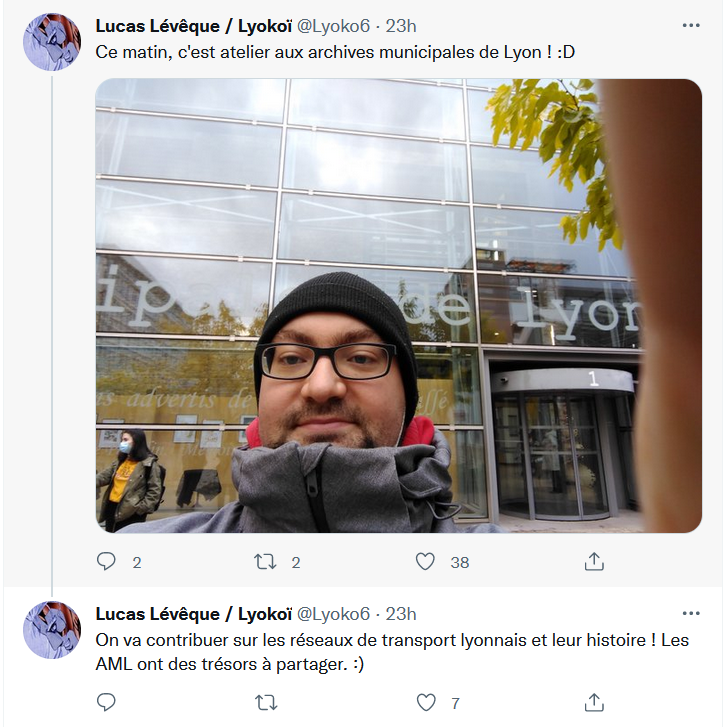 Lucas Lévêque / Lyokoï @Lyoko6 · 23h
Ce matin, c'est atelier aux archives municipales de Lyon ! :D
ipa de lyon
s advertis de
1
2 2 38
Lucas Lévêque / Lyokoï @Lyoko6 · 23h
On va contribuer sur les réseaux de transport lyonnais et leur histoire ! Les
AML ont des trésors à partager. :)
7